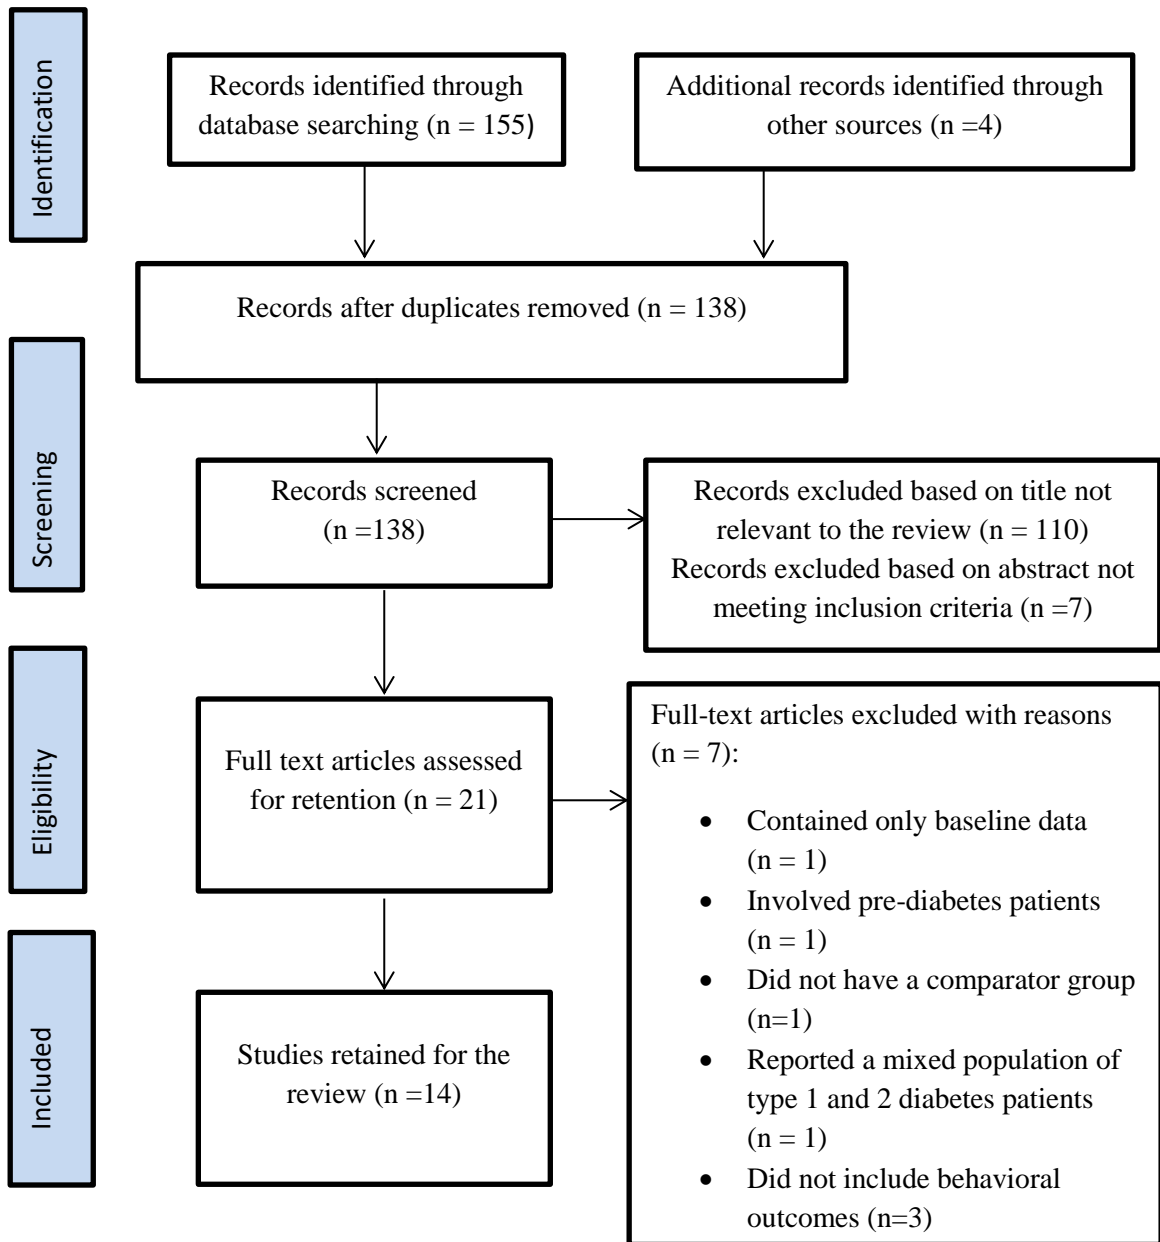 Identification
Records identified through
database searching (n = 155)
Additional records identified through
other sources (n =4)
Records after duplicates removed (n = 138)
Screening
Records screened
(n =138)
Records excluded based on title not
relevant to the review (n = 110)
Records excluded based on abstract not
meeting inclusion criteria (n =7)
Eligibility
Full text articles assessed
for retention (n = 21)
Full-text articles excluded with reasons
(n = 7):
• Contained only baseline data
(n = 1)
• Involved pre-diabetes patients
(n = 1)
• Did not have a comparator group
(n=1)
• Reported a mixed population of
type 1 and 2 diabetes patients
(n = 1)
• Did not include behavioral
outcomes (n=3)
Included
Studies retained for the
review (n =14)